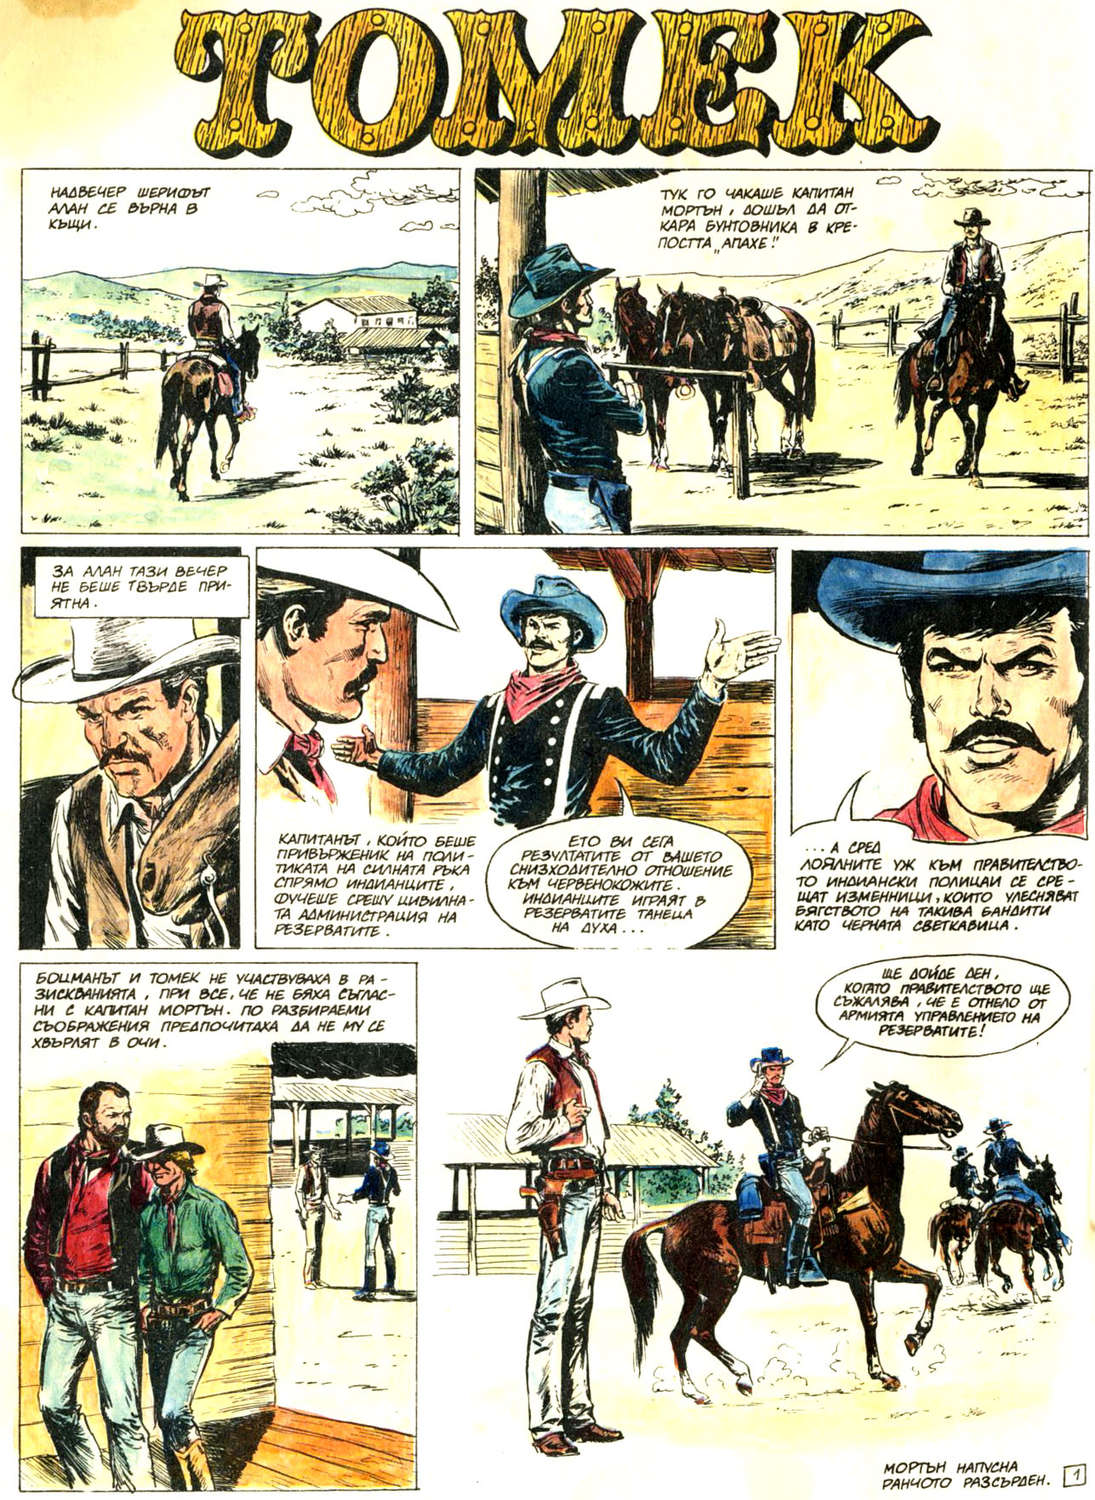 ТОМЕК
НАДВЕЧЕР ШЕРИФЪТ
АЛАН СЕ ВЪРНА В
КЪЩИ.
ТУК ГО ЧАКАШЕ КАПИТАН
МОРТЪН, ДОШЪЛ ДА ОТ-
КАРА БУНТОВНИКА В КРЕ-
ПОСТТА „АПАХЕ!"
ЗА АЛАН ТАЗИ ВЕЧЕР
НЕ БЕШЕ ТВЪРДЕ ПРИ-
ЯТНА.
КАПИТАНЪТ, КОЙТО БЕШЕ
ПРИВЪРЖЕНИК НА ПОЛИ-
ТИКАТА НА СИЛНАТА РЪКА
СПРЯМО ИНДИАНЦИТЕ,
ФУЧЕШЕ СРЕЩУ ЦИВИЛНА-
ТА АДМИНИСТРАЦИЯ НА
РЕЗЕРВАТИТЕ.
ЕТО ВИ СЕГА
РЕЗУЛТАТИТЕ ОТ ВАШЕТО
СНИЗХОДИТЕЛНО ОТНОШЕНИЕ
КЪМ ЧЕРВЕНОКОЖИТЕ.
ИНДИАНЦИТЕ ИГРАЯТ В
РЕЗЕРВАТИТЕ ТАНЕЦА
НА ДУХА...
...А СРЕД
ЛОЯЛНИТЕ УЖ КЪМ ПРАВИТЕЛСТВО-
ТО ИНДИАНСКИ ПОЛИЦАИ СЕ СРЕ-
ЩАТ ИЗМЕННИЦИ, КОИТО УЛЕСНЯВАТ
БЯГСТВОТО НА ТАКИВА БАНДИТИ
КАТО ЧЕРНАТА СВЕТКАВИЦА.
БОЦМАНЪТ И ТОМЕК НЕ УЧАСТВУВАХА В РА-
ЗИСКВАНИЯТА, ПРИ ВСЕ, ЧЕ НЕ БЯХА СЪГЛАС-
НИ С КАПИТАН МОРТЪН. ПО РАЗБИРАЕМИ
СЪОБРАЖЕНИЯ ПРЕДПОЧИТАХА ДА НЕ МУ СЕ
ХВЪРЛЯТ В ОЧИ.
ЩЕ ДОЙДЕ ДЕН,
КОГАТО ПРАВИТЕЛСТВОТО ЩЕ
СЪЖАЛЯВА, ЧЕ Е ОТНЕЛО ОТ
АРМИЯТА УПРАВЛЕНИЕТО НА
РЕЗЕРВАТИТЕ!
МОРТЪН НАПУСНА
РАНЧОТО РАЗСЪРДЕН.
1